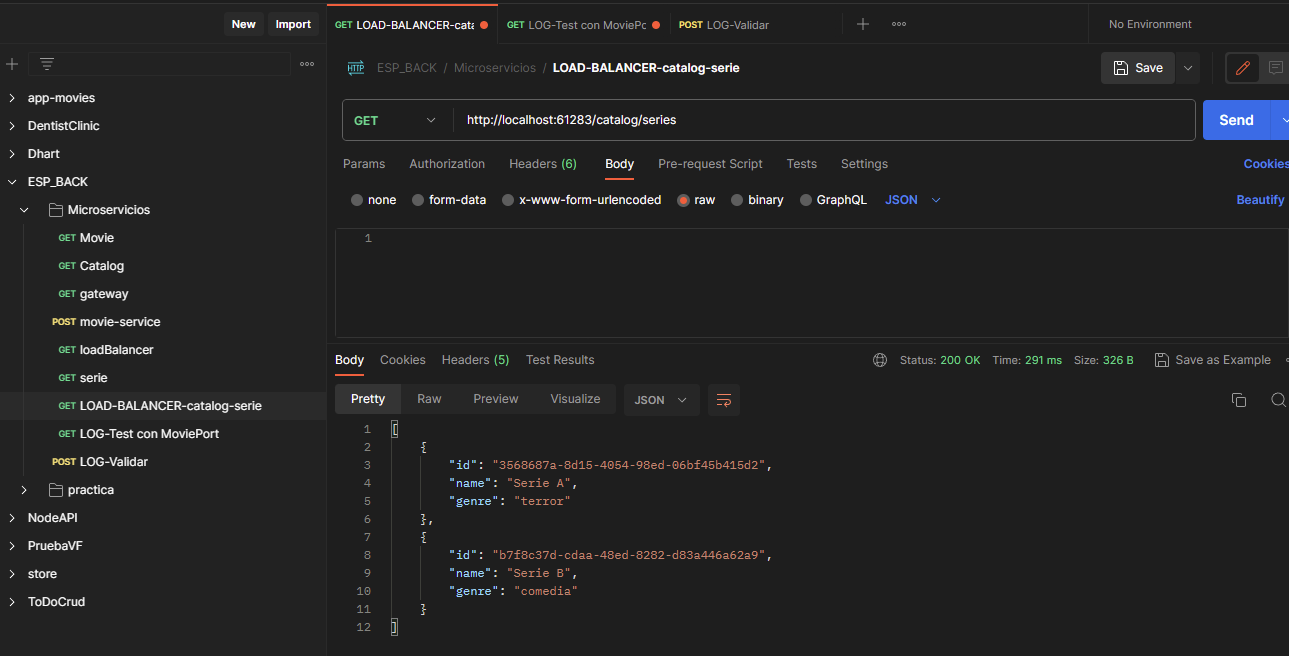 New Import
GET LOAD-BALANCER-cata GET LOG-Test con MoviePc POST LOG-Validar No Environment
HTTP ESP_BACK / Microservicios / LOAD-BALANCER-catalog-serie Save
app-movies
DentistClinic
Dhart
ESP_BACK
Microservicios
GET Movie
GET Catalog
GET gateway
POST movie-service
GET loadBalancer
GET serie
GET LOAD-BALANCER-catalog-serie
GET LOG-Test con MoviePort
POST LOG-Validar
practica
NodeAPI
PruebaVF
store
ToDoCrud
GET http://localhost:61283/catalog/series Send
Params Authorization Headers (6) Body Pre-request Script Tests Settings Cookies
none form-data x-www-form-urlencoded raw binary GraphQL JSON Beautify
1
Body Cookies Headers (5) Test Results Status: 200 OK Time: 291 ms Size: 326 B Save as Example
Pretty Raw Preview Visualize JSON
1 [
2 {
3 "id": "3568687a-8d15-4054-98ed-06bf45b415d2",
4 "name": "Serie A",
5 "genre": "terror"
6 },
7 {
8 "id": "b7f8c37d-cdaa-48ed-8282-d83a446a62a9",
9 "name": "Serie B",
10 "genre": "comedia"
11 }
12 ]